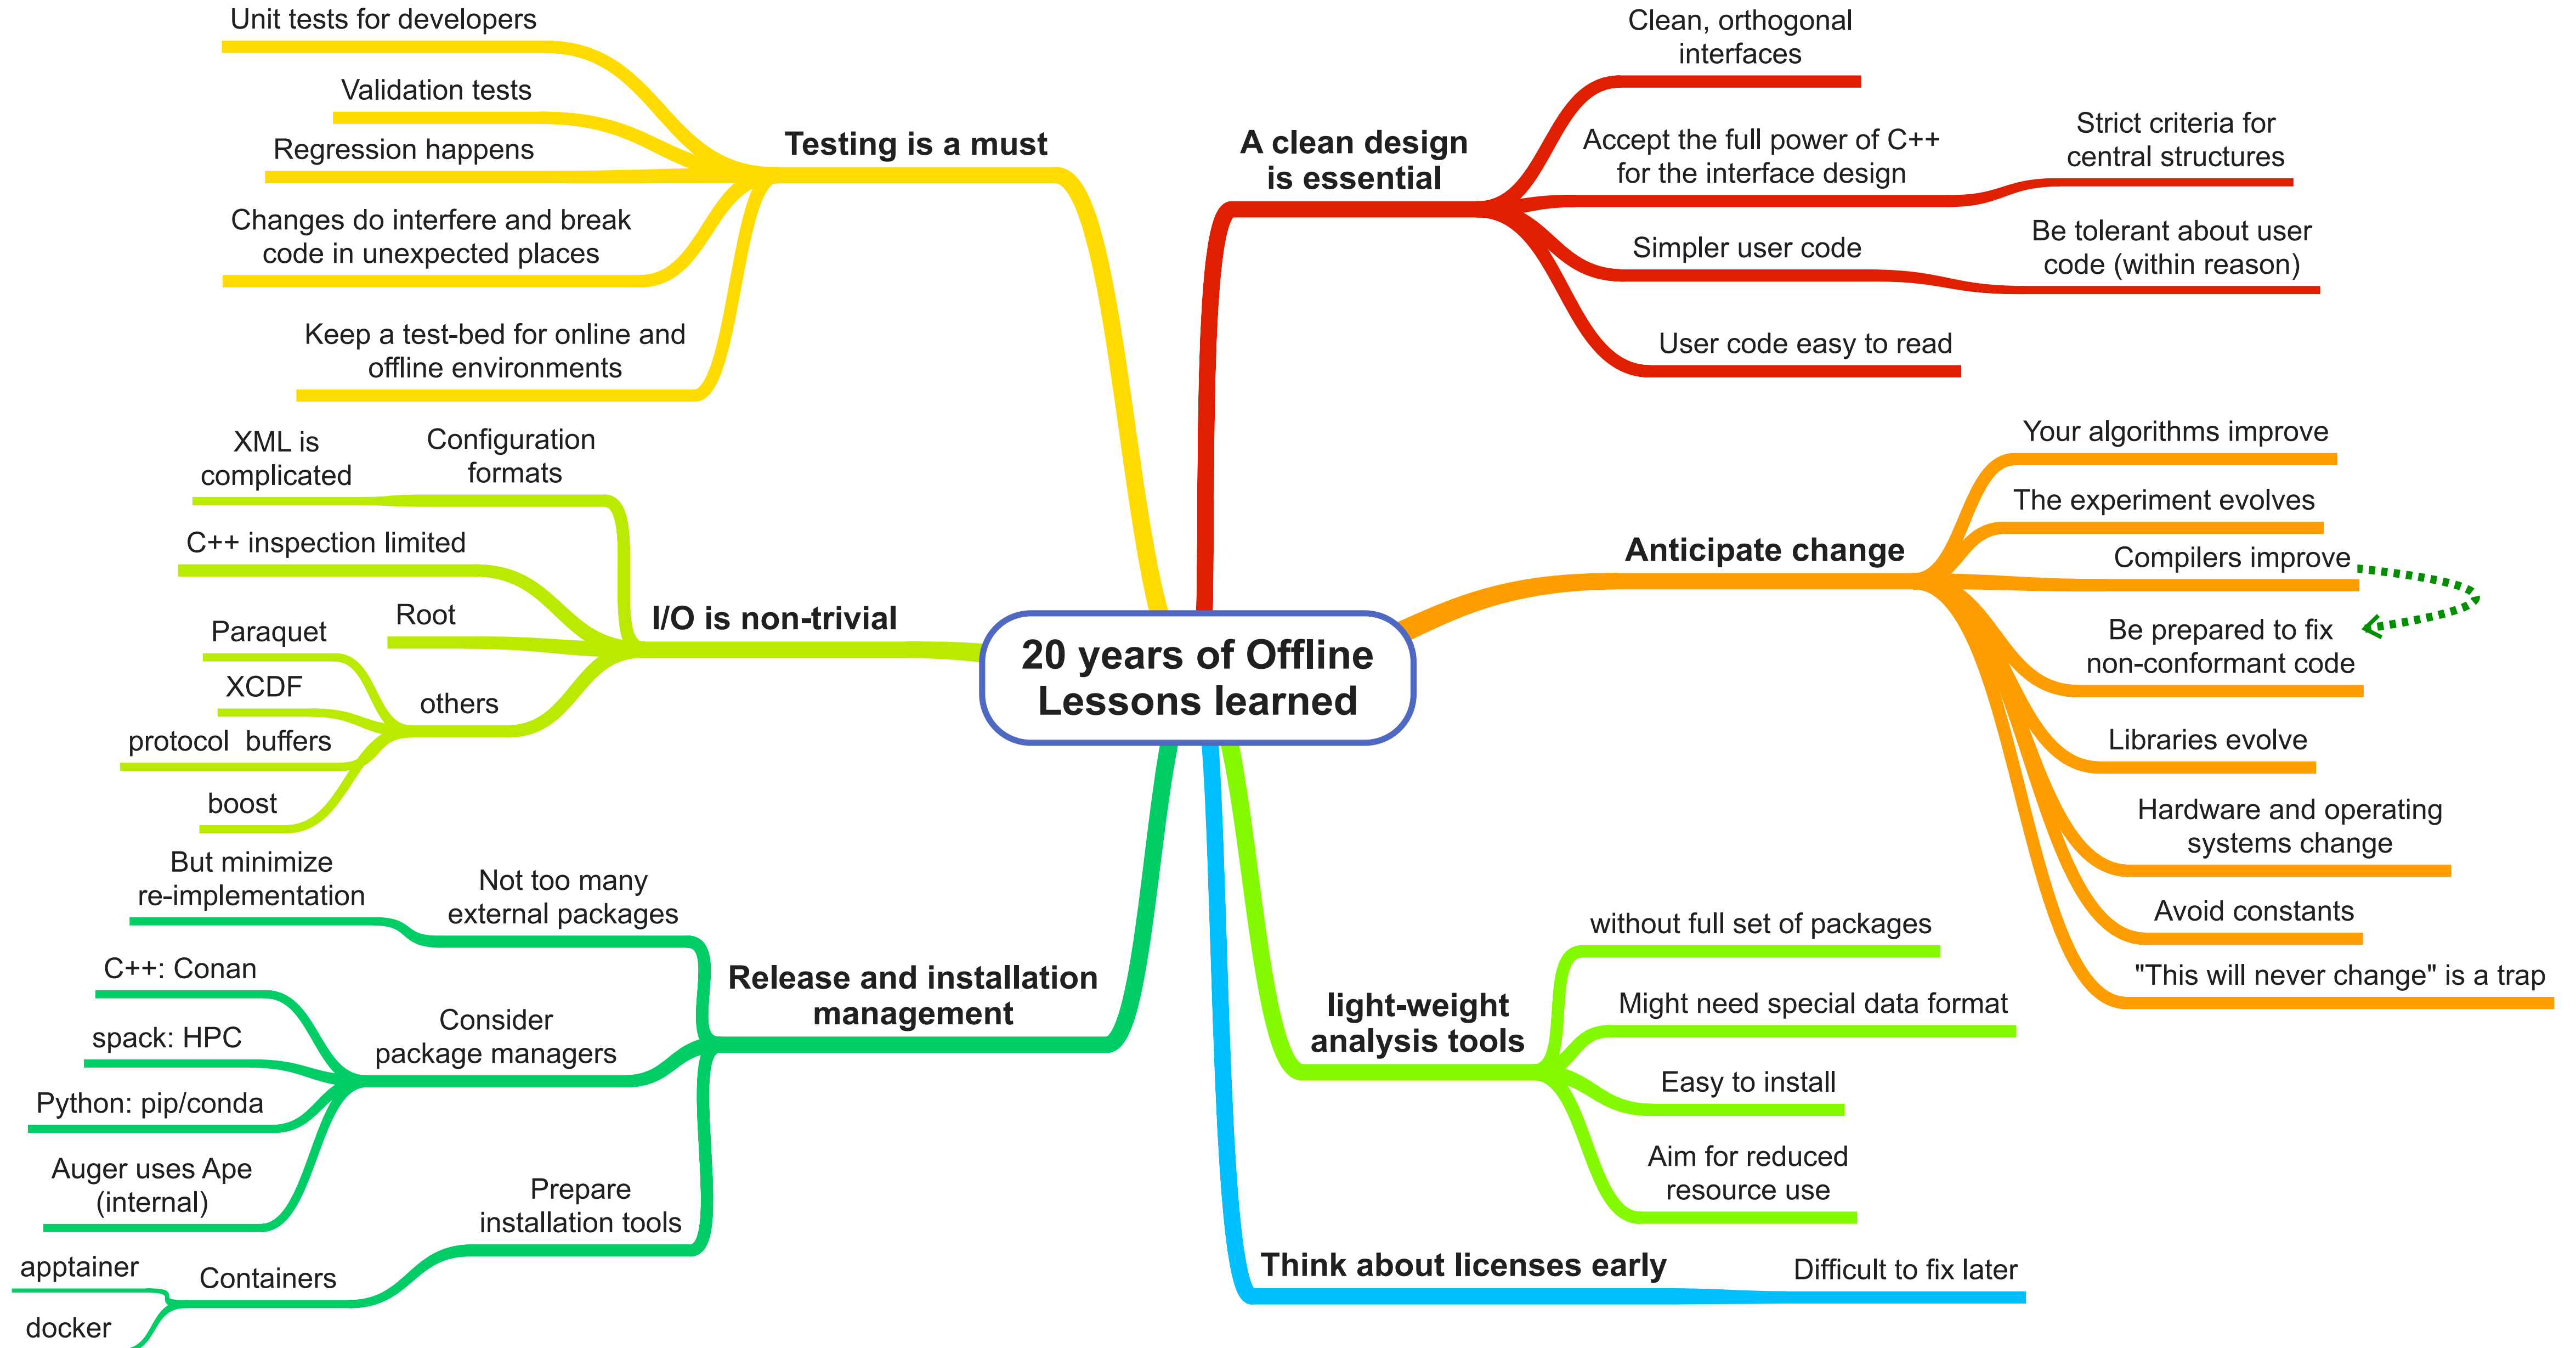 20 years of Offline
Lessons learned
A clean design
is essential
Clean, orthogonal
interfaces
Accept the full power of C++
for the interface design
Strict criteria for
central structures
Simpler user code
Be tolerant about user
code (within reason)
User code easy to read
Anticipate change
Your algorithms improve
The experiment evolves
Compilers improve
Be prepared to fix
non-conformant code
Libraries evolve
Hardware and operating
systems change
Avoid constants
"This will never change" is a trap
light-weight
analysis tools
without full set of packages
Might need special data format
Easy to install
Aim for reduced
resource use
Think about licenses early
Difficult to fix later
Testing is a must
Unit tests for developers
Validation tests
Regression happens
Changes do interfere and break
code in unexpected places
Keep a test-bed for online and
offline environments
I/O is non-trivial
Configuration
formats
XML is
complicated
C++ inspection limited
Root
others
Paraquet
XCDF
protocol  buffers
boost
Release and installation
management
Not too many
external packages
But minimize
re-implementation
Consider
package managers
C++: Conan
spack: HPC
Python: pip/conda
Auger uses Ape
(internal)
Prepare
installation tools
Containers
apptainer
docker